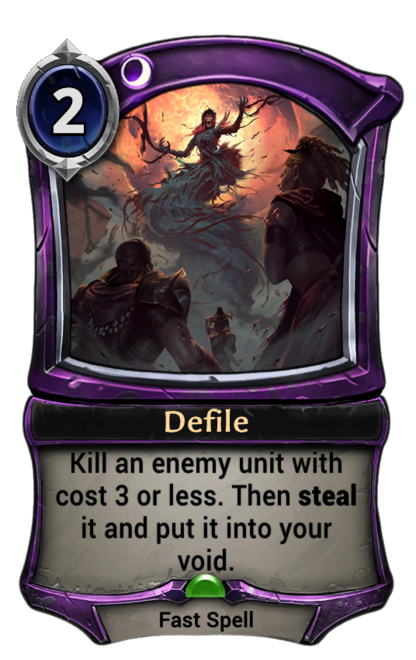 2
Defile
Kill an enemy unit with
cost 3 or less. Then steal
it and put it into your
void.
Fast Spell